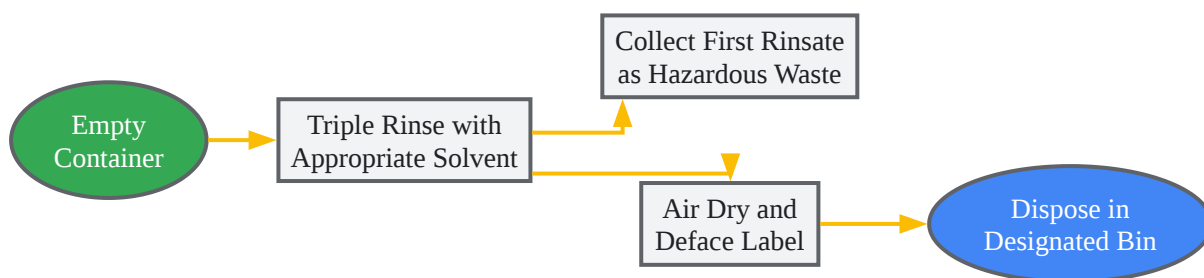 Empty
Container
Triple Rinse with
Appropriate Solvent
Collect First Rinsate
as Hazardous Waste
Air Dry and
Deface Label
Dispose in
Designated Bin